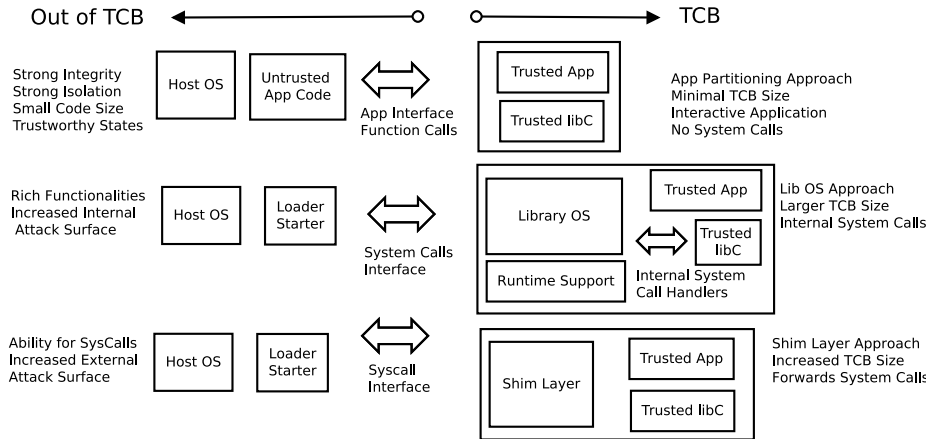 Out of TCB
TCB
Strong Integrity
Strong Isolation
Small Code Size
Trustworthy States
Host OS
Untrusted
App Code
App Interface
Function Calls
Trusted App
Trusted libC
App Partitioning Approach
Minimal TCB Size
Interactive Application
No System Calls
Rich Functionalities
Increased Internal
Attack Surface
Host OS
Loader
Starter
System Calls
Interface
Library OS
Runtime Support
Trusted App
Trusted
libC
Internal System
Call Handlers
Lib OS Approach
Larger TCB Size
Internal System Calls
Ability for SysCalls
Increased External
Attack Surface
Host OS
Loader
Starter
Syscall
Interface
Shim Layer
Trusted App
Trusted libC
Shim Layer Approach
Increased TCB Size
Forwards System Calls